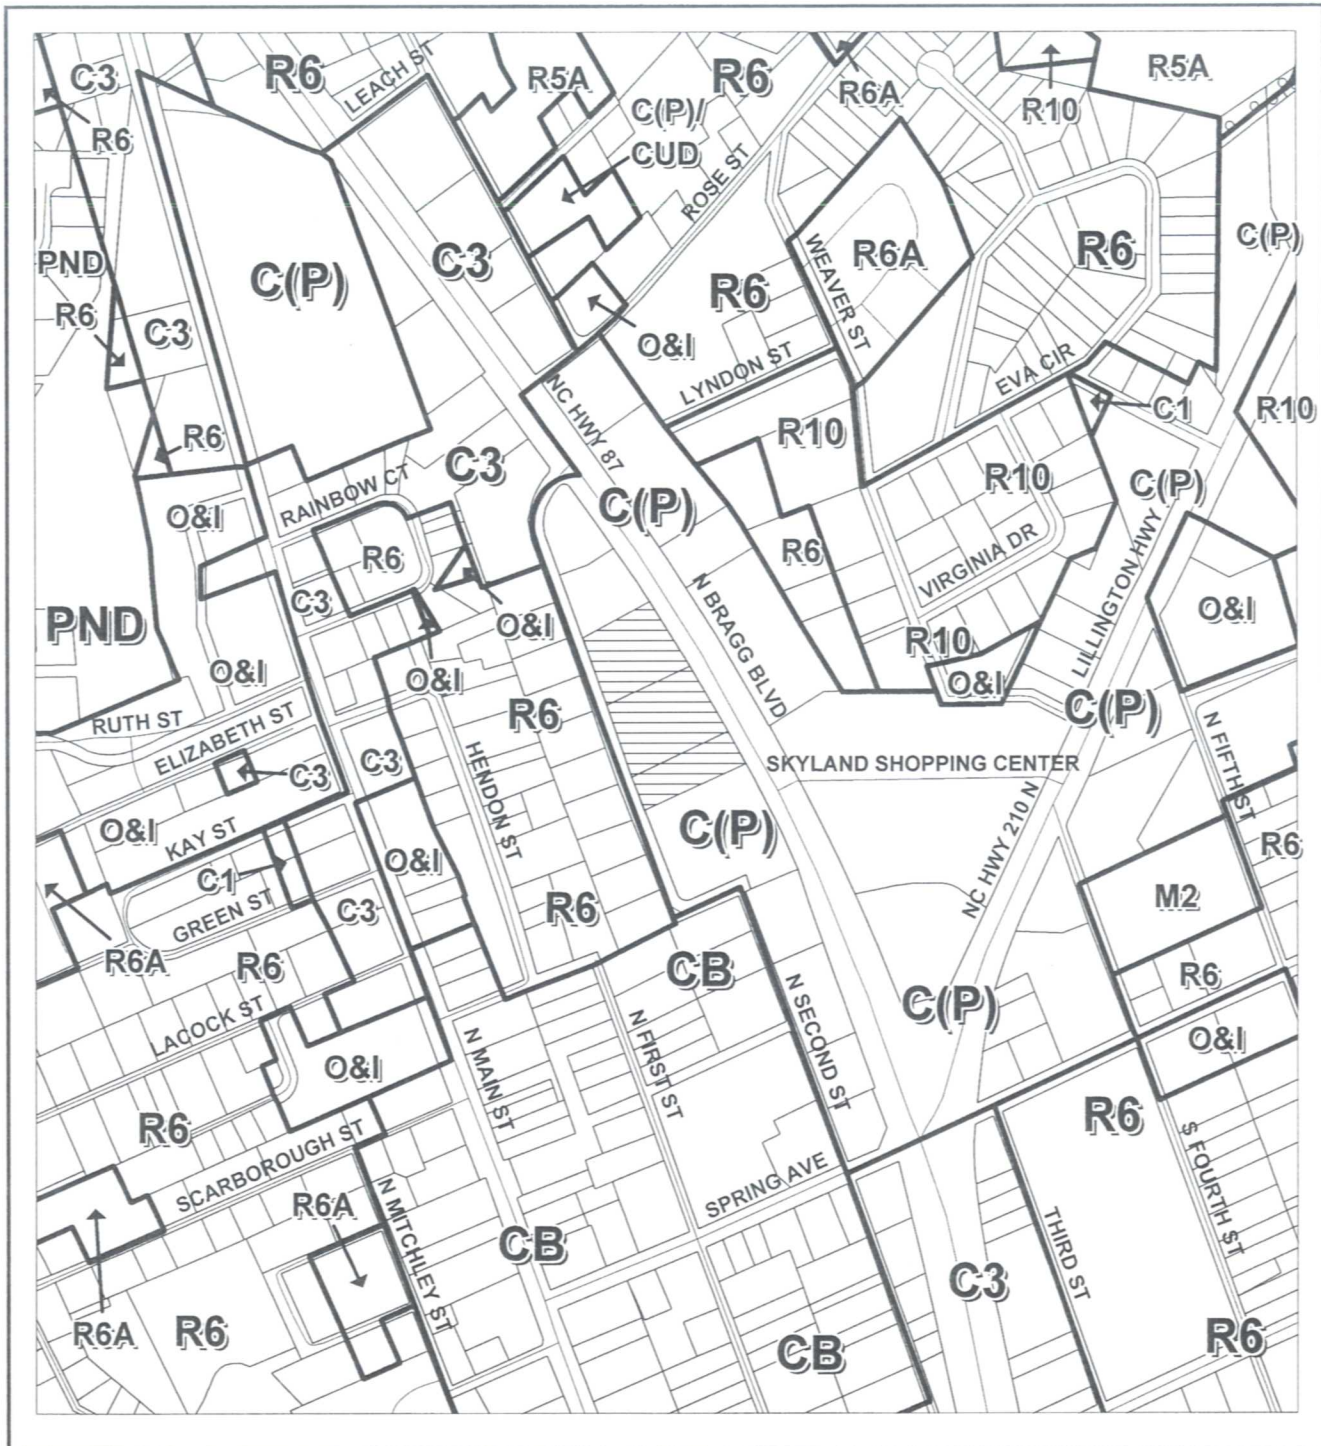 R6
C3
LEACH ST
R5A
R6
R6A
R10
R5A
R6
C(P)/
CUD
ROSE ST
PND
C(P)
C3
WEAVER ST
R6A
R6
C(P)
R6
C3
R6
O&I
LYNDON ST
EVA CIR
C1
R10
R6
NC HWY 87
R10
C3
RAINBOW CT
R10
C(P)
O&I
C(P)
R6
R6
VIRGINIA DR
LILLINGTON HWY
C3
O&I
N BRAGG BLVD
O&I
PND
R10
O&I
O&I
O&I
C(P)
R6
RUTH ST
ELIZABETH ST
HENDON ST
N FIFTH ST
C3
C3
SKYLAND SHOPPING CENTER
O&I
KAY ST
C(P)
NC HWY 210 N
R6
O&I
C1
GREEN ST
C3
R6
M2
R6A
R6
CB
R6
LACOCK ST
C(P)
N SECOND ST
N FIRST ST
N MAIN ST
O&I
O&I
R6
R6
SCARBOROUGH ST
S FOURTH ST
SPRING AVE
R6A
N MITCHLEY ST
CB
THIRD ST
C3
R6A
R6
CB
R6